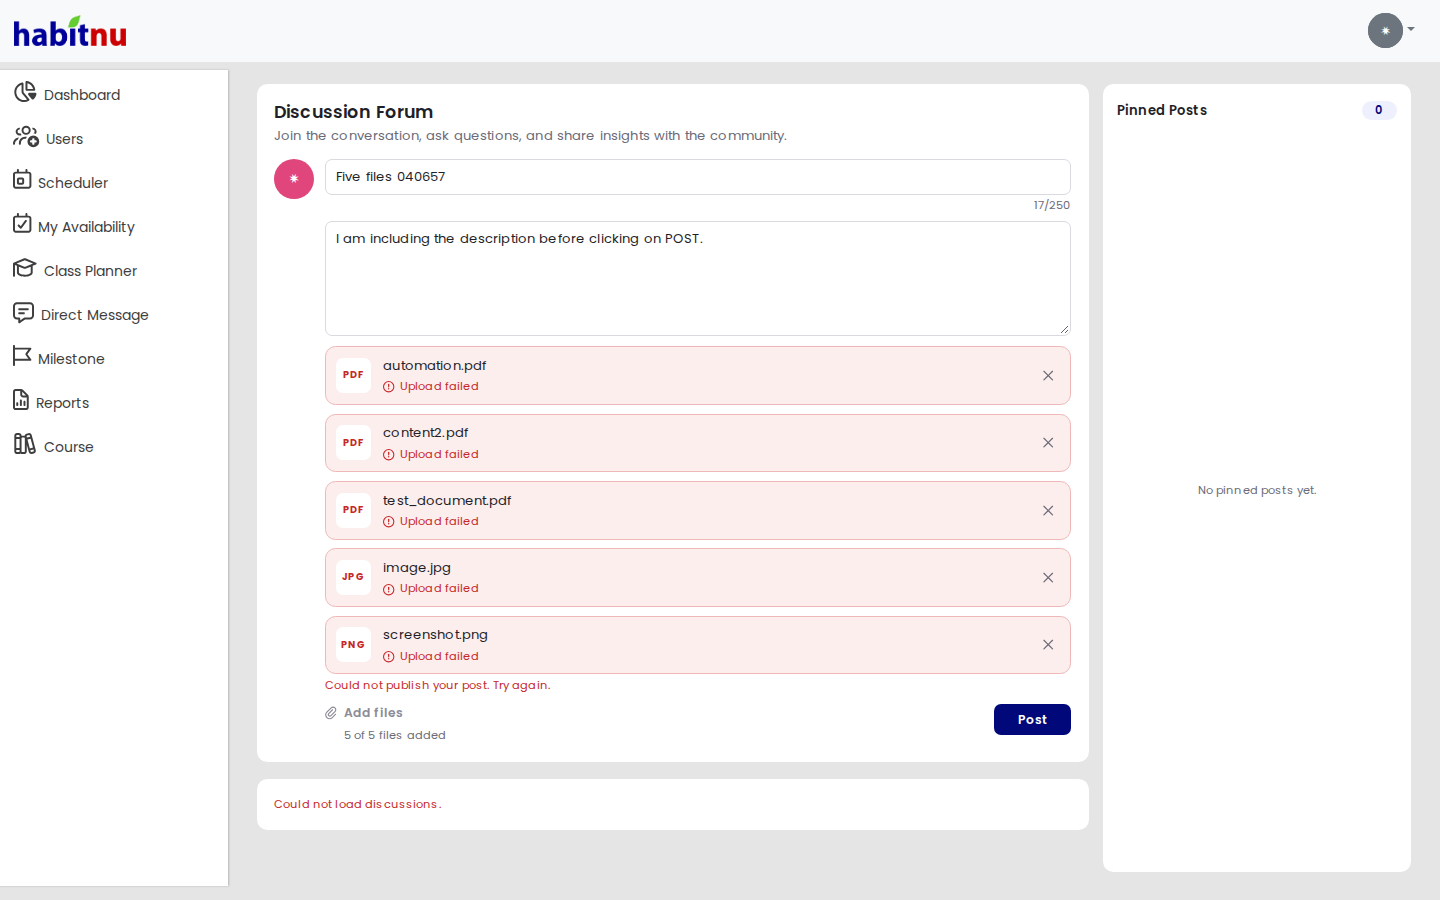 habitnu
Dashboard
Users
Scheduler
My Availability
Class Planner
Direct Message
Milestone
Reports
Course
Discussion Forum
Join the conversation, ask questions, and share insights with the community.
Five files 040657
17/250
I am including the description before clicking on POST.
PDF
automation.pdf
Upload failed
PDF
content2.pdf
Upload failed
PDF
test_document.pdf
Upload failed
JPG
image.jpg
Upload failed
PNG
screenshot.png
Upload failed
Could not publish your post. Try again.
Add files
5 of 5 files added
Post
Could not load discussions.
Pinned Posts
0
No pinned posts yet.